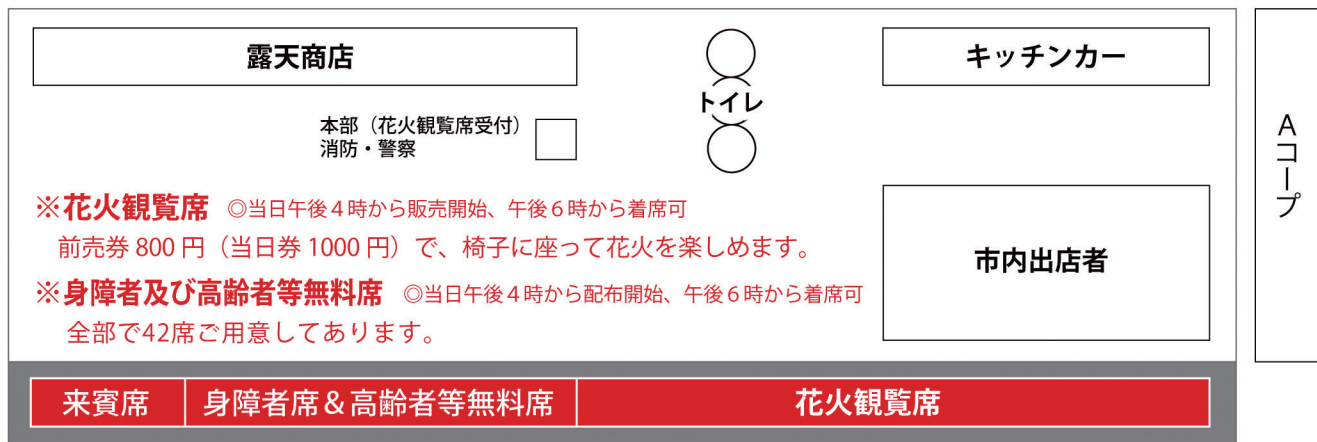 露天商店
トイレ
キッチンカー
Aコープ
本部（花火観覧席受付）
消防・警察
※花火観覧席 ◎当日午後４時から販売開始、午後６時から着席可
前売券 800 円（当日券 1000 円）で、椅子に座って花火を楽しめます。
※身障者及び高齢者等無料席 ◎当日午後４時から配布開始、午後６時から着席可
全部で42席ご用意してあります。
市内出店者
来賓席
身障者席＆高齢者等無料席
花火観覧席